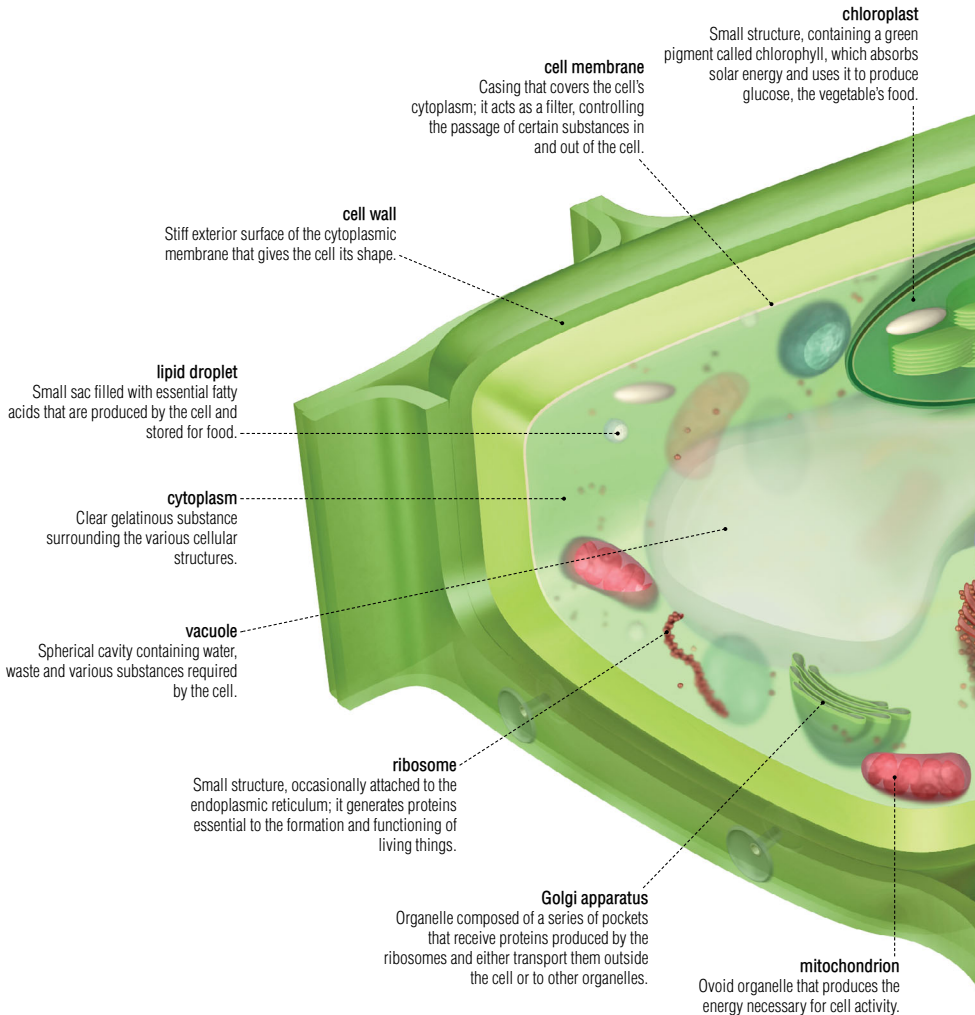 chloroplast
Small structure, containing a green
pigment called chlorophyll, which absorbs
solar energy and uses it to produce
glucose, the vegetable's food.
cell membrane
Casing that covers the cell's
cytoplasm; it acts as a filter, controlling
the passage of certain substances in
and out of the cell.
cell wall
Stiff exterior surface of the cytoplasmic
membrane that gives the cell its shape.
lipid droplet
Small sac filled with essential fatty
acids that are produced by the cell and
stored for food.
cytoplasm
Clear gelatinous substance
surrounding the various cellular
structures.
vacuole
Spherical cavity containing water,
waste and various substances required
by the cell.
ribosome
Small structure, occasionally attached to the
endoplasmic reticulum; it generates proteins
essential to the formation and functioning of
living things.
Golgi apparatus
Organelle composed of a series of pockets
that receive proteins produced by the
ribosomes and either transport them outside
the cell or to other organelles.
mitochondrion
Ovoid organelle that produces the
energy necessary for cell activity.